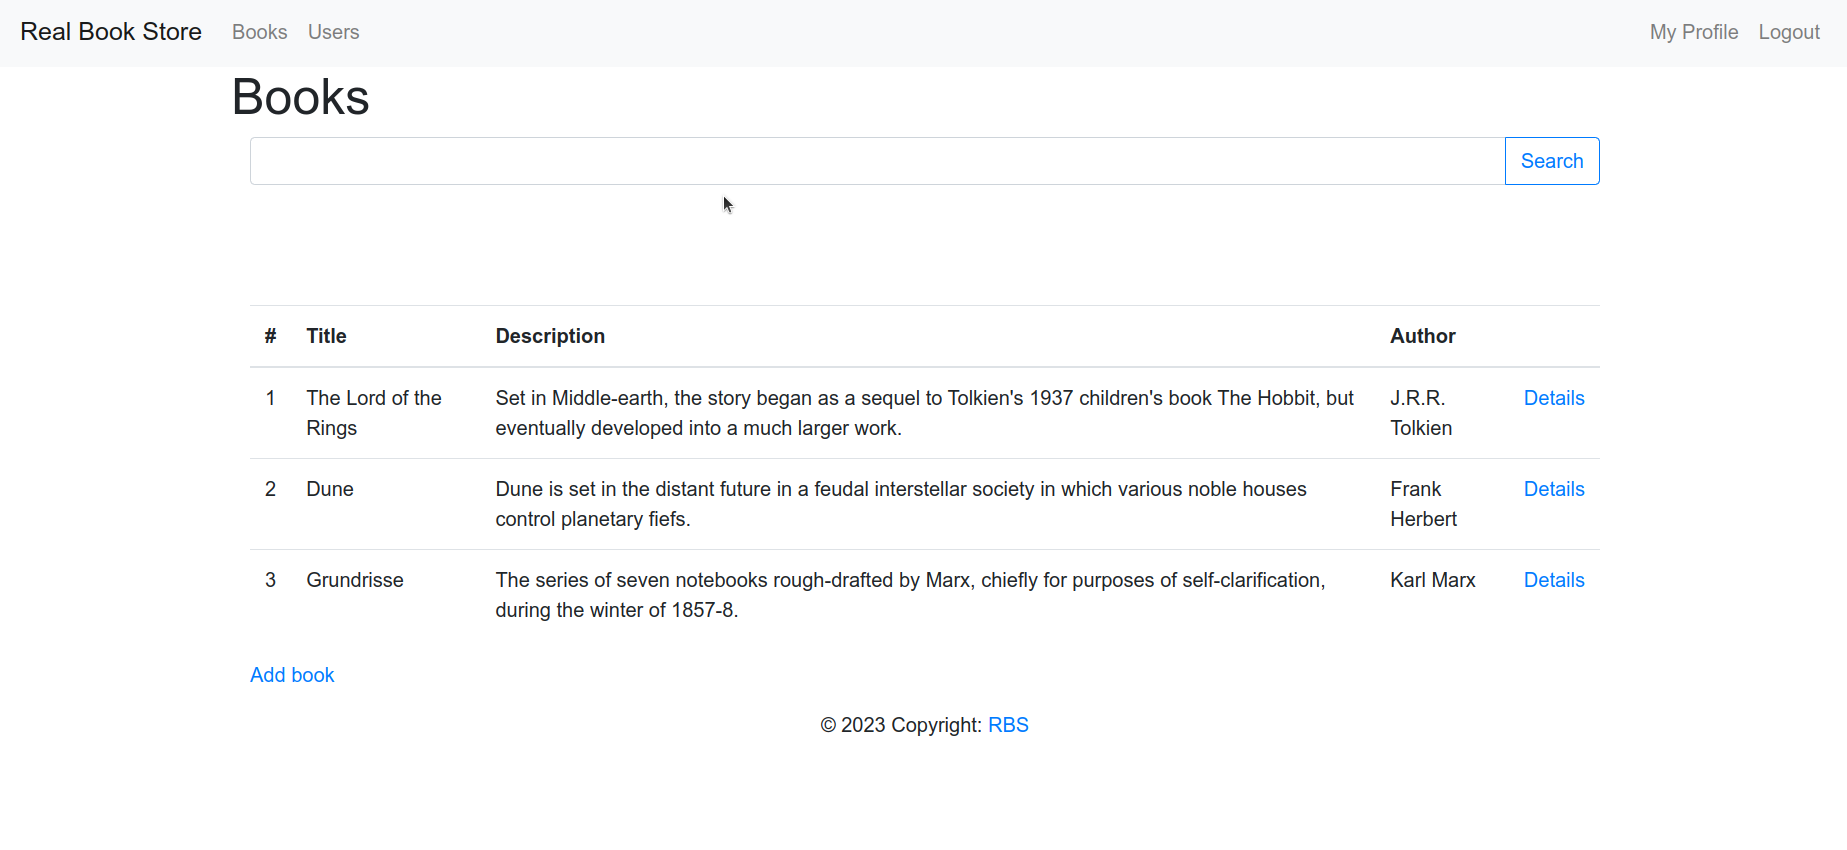 Real Book Store Books Users My Profile Logout
Books
Search
# Title Description Author
1 The Lord of the Set in Middle-earth, the story began as a sequel to Tolkien's 1937 children's book The Hobbit, but J.R.R. Details
Rings eventually developed into a much larger work. Tolkien
2 Dune Dune is set in the distant future in a feudal interstellar society in which various noble houses Frank Details
control planetary fiefs. Herbert
3 Grundrisse The series of seven notebooks rough-drafted by Marx, chiefly for purposes of self-clarification, Karl Marx Details
during the winter of 1857-8.
Add book
© 2023 Copyright: RBS